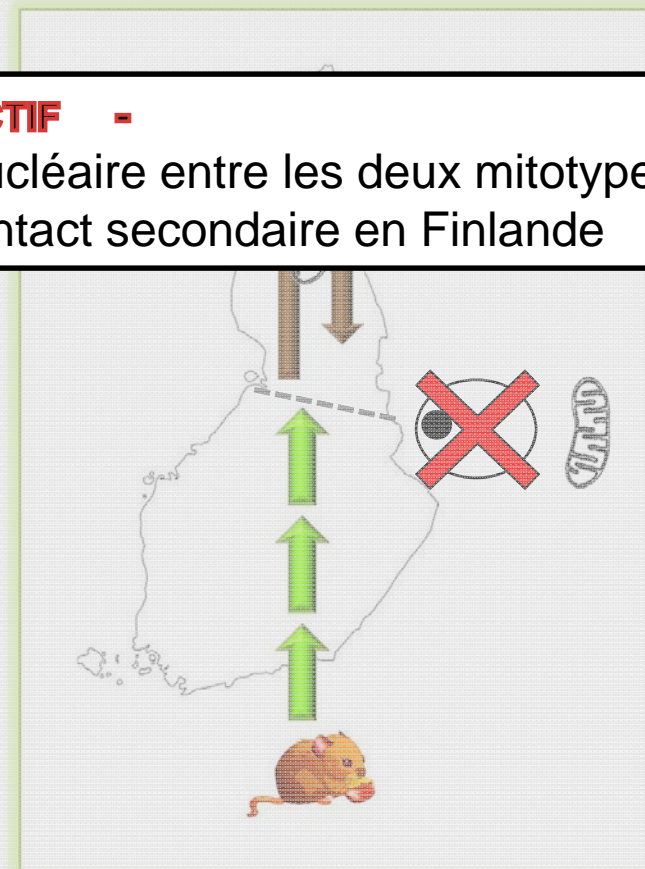 CTIF -
ucléaire entre les deux mitotype
ntact secondaire en Finlande